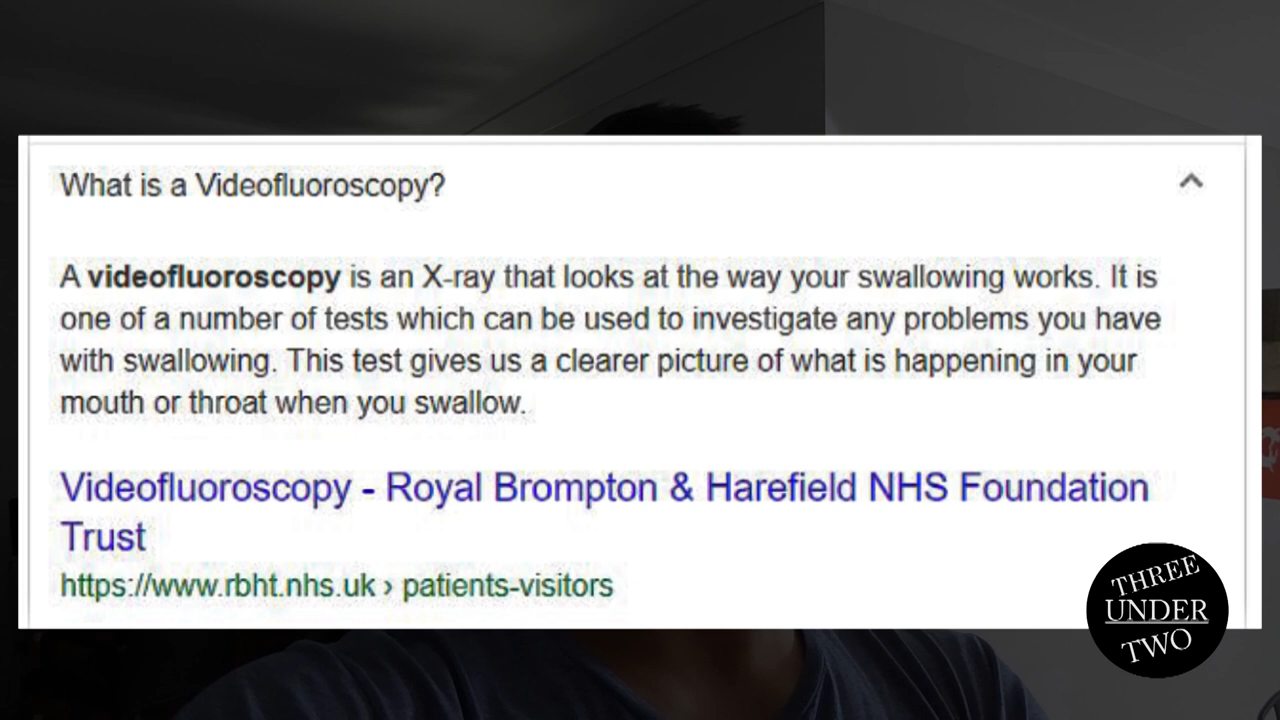 What is a Videofluoroscopy?
A videofluoroscopy is an X-ray that looks at the way your swallowing works. It is
one of a number of tests which can be used to investigate any problems you have
with swallowing. This test gives us a clearer picture of what is happening in your
mouth or throat when you swallow.
Videofluoroscopy - Royal Brompton & Harefield NHS Foundation
Trust
https://www.rbht.nhs.uk › patients-visitors
THREE
UNDER
TWO